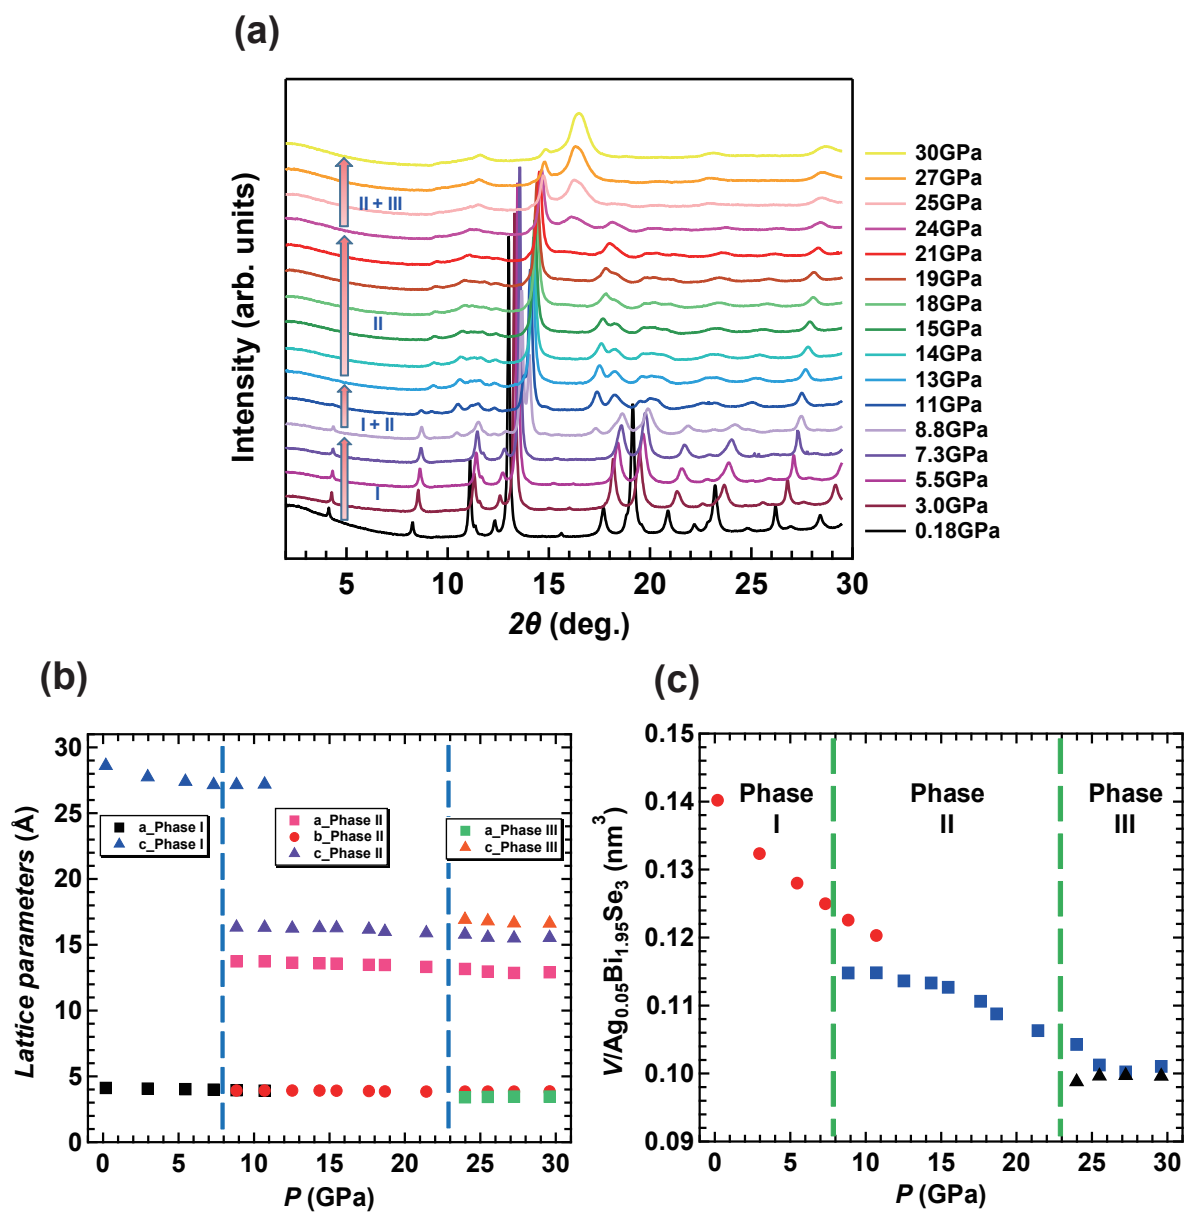 (a)
Intensity (arb. units)
II + III
II
I + II
I
30GPa
27GPa
25GPa
24GPa
21GPa
19GPa
18GPa
15GPa
14GPa
13GPa
11GPa
8.8GPa
7.3GPa
5.5GPa
3.0GPa
0.18GPa
5 10 15 20 25 30
2θ (deg.)
(b)
Lattice parameters (Å)
30
25
20
15
10
5
0
a_Phase I
c_Phase I
a_Phase II
b_Phase II
c_Phase II
a_Phase III
c_Phase III
0 5 10 15 20 25 30
P (GPa)
(c)
V/Ag0.05Bi1.95Se3 (nm3)
0.15
0.14
0.13
0.12
0.11
0.10
0.09
Phase
I
Phase
II
Phase
III
0 5 10 15 20 25 30
P (GPa)